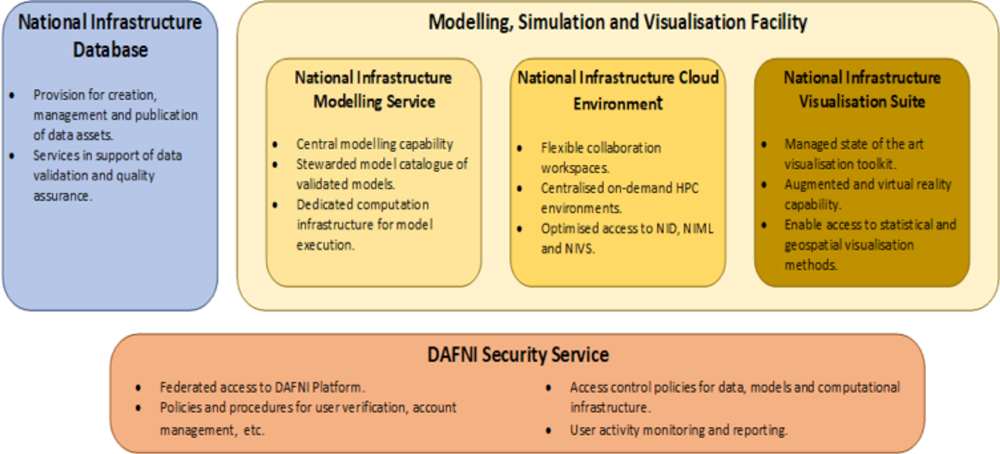 National Infrastructure
Database
• Provision for creation,
management and publication
of data assets.
• Services in support of data
validation and quality
assurance.
Modelling, Simulation and Visualisation Facility
National Infrastructure
Modelling Service
• Central modelling capability
• Stewarded model catalogue of
validated models.
• Dedicated computation
infrastructure for model
execution.
National Infrastructure Cloud
Environment
• Flexible collaboration
workspaces.
• Centralised on-demand HPC
environments.
• Optimised access to NID, NIML
and NIVS.
National Infrastructure
Visualisation Suite
• Managed state of the art
visualisation toolkit.
• Augmented and virtual reality
capability.
• Enable access to statistical and
geospatial visualisation
methods.
DAFNI Security Service
• Federated access to DAFNI Platform.
• Policies and procedures for user verification, account
management, etc.
• Access control policies for data, models and computational
infrastructure.
• User activity monitoring and reporting.